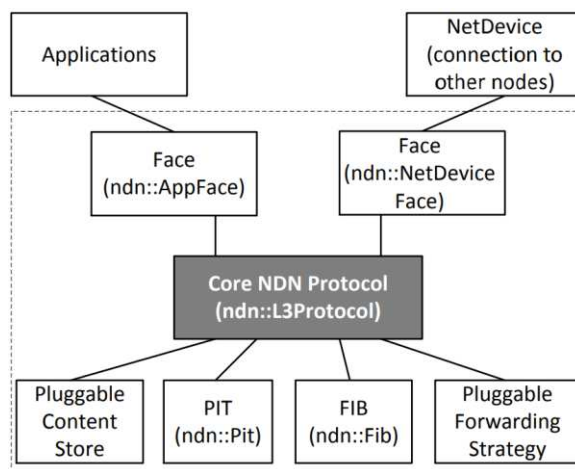 Applications
NetDevice
(connection to
other nodes)
Face
(ndn::AppFace)
Face
(ndn::NetDevice
Face)
Core NDN Protocol
(ndn::L3Protocol)
Pluggable
Content
Store
PIT
(ndn::Pit)
FIB
(ndn::Fib)
Pluggable
Forwarding
Strategy